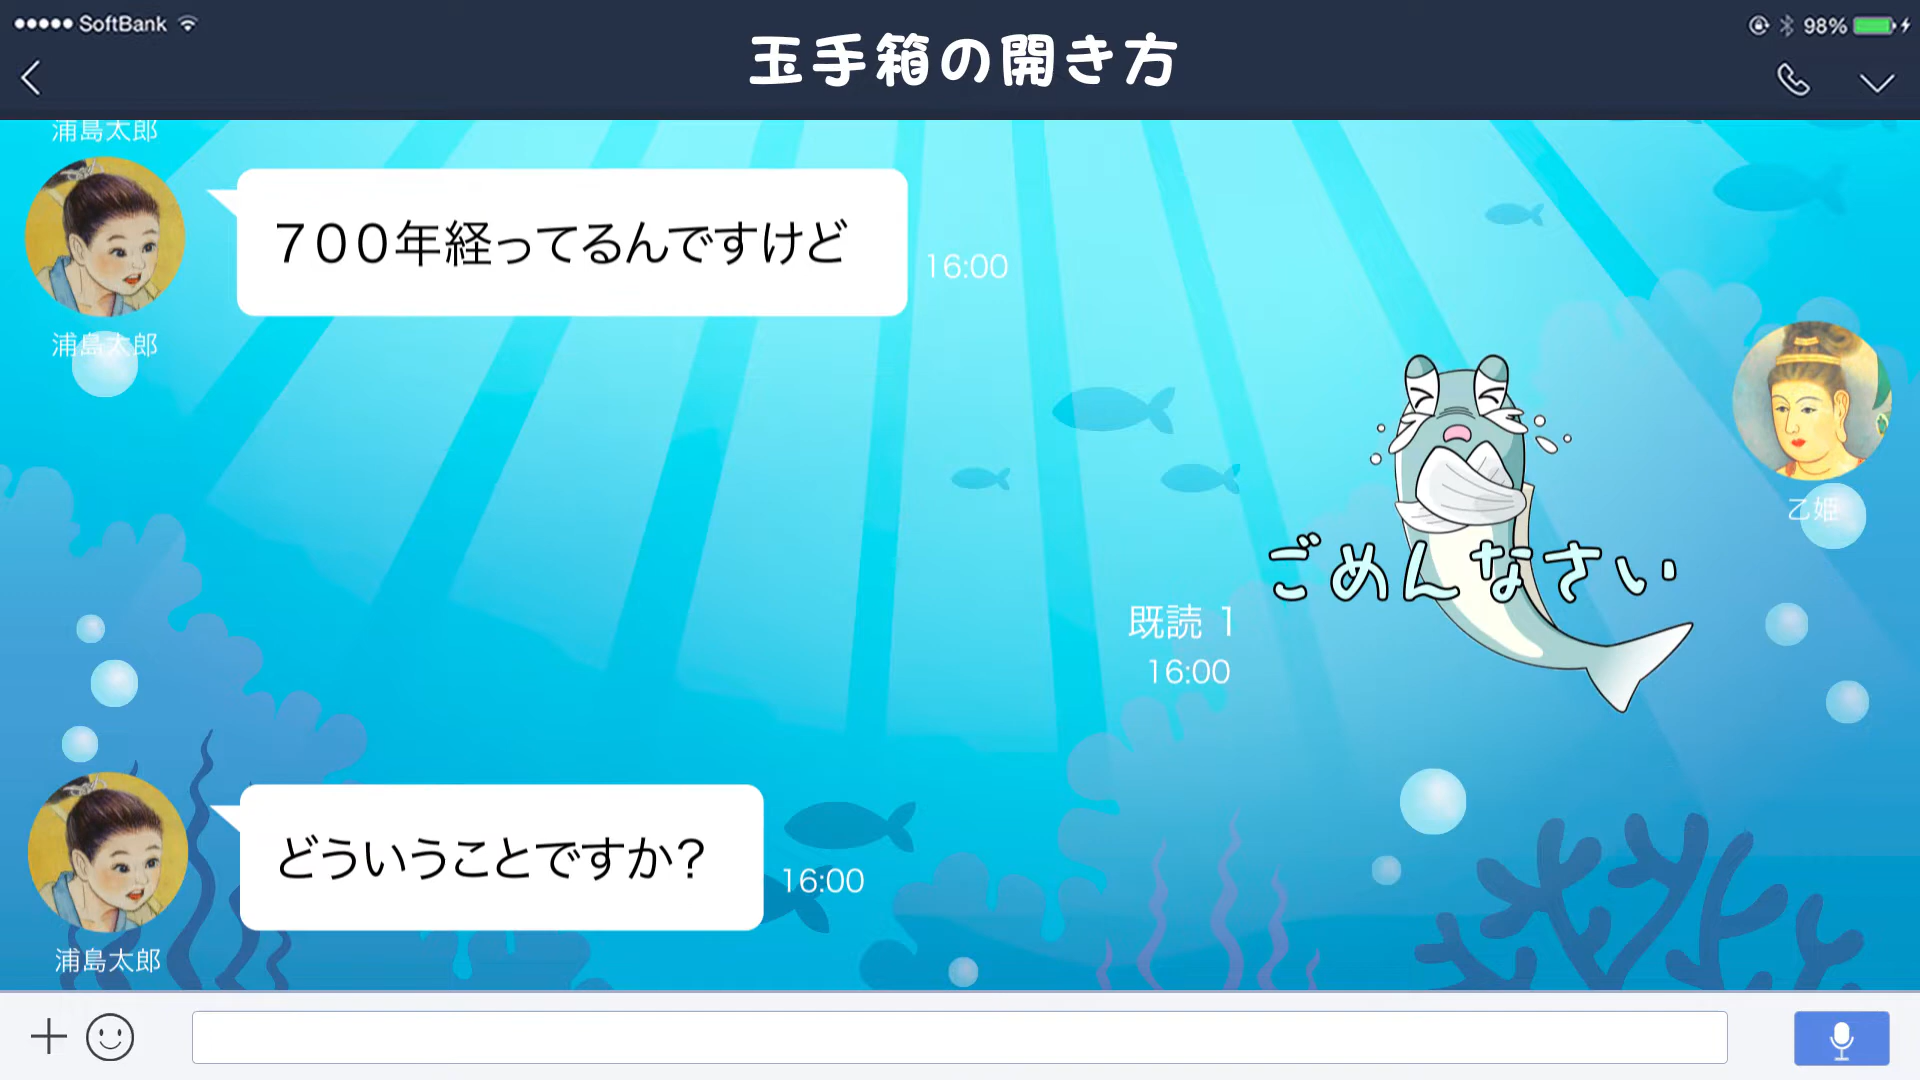 ●●●●● SoftBank
98%
玉手箱の開き方
浦島太郎
７００年経ってるんですけど
16:00
浦島太郎
乙姫
ごめんなさい
既読 1
16:00
どういうことですか？
16:00
浦島太郎